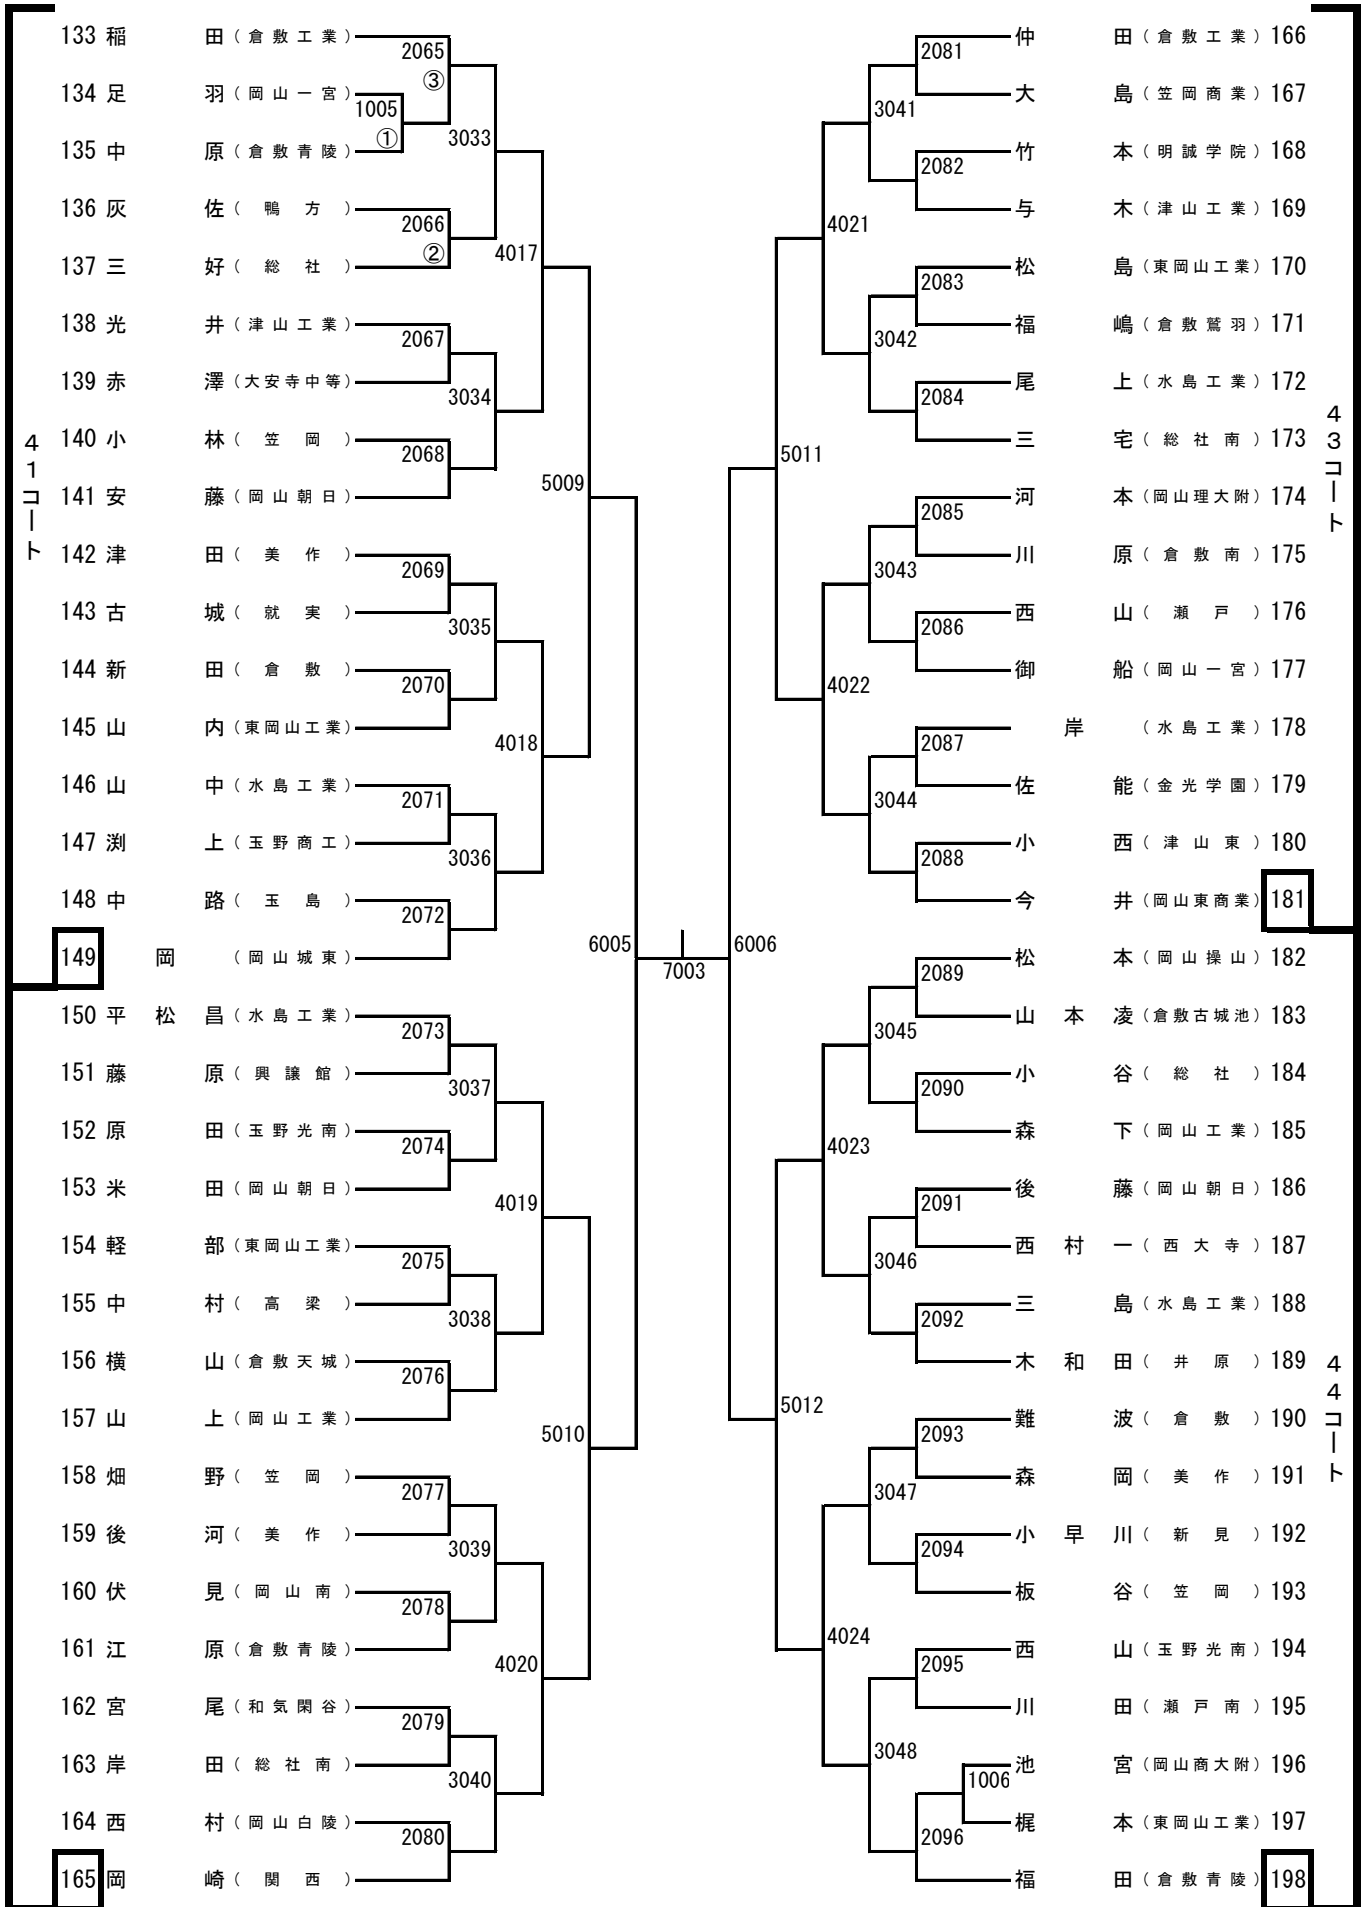 41コート
133 稲田 (倉敷工業)
134 足羽 (岡山一宮)
135 中原 (倉敷青陵)
136 灰佐 (鴨方)
137 三好 (総社)
138 光井 (津山工業)
139 赤澤 (大安寺中等)
140 小林 (笠岡)
141 安藤 (岡山朝日)
142 津田 (美作)
143 古城 (就実)
144 新田 (倉敷)
145 山内 (東岡山工業)
146 山中 (水島工業)
147 渕上 (玉野商工)
148 中路 (玉島)
149 岡 (岡山城東)
150 平松昌 (水島工業)
151 藤原 (興譲館)
152 原田 (玉野光南)
153 米田 (岡山朝日)
154 軽部 (東岡山工業)
155 中村 (高梁)
156 横山 (倉敷天城)
157 山上 (岡山工業)
158 畑野 (笠岡)
159 後河 (美作)
160 伏見 (岡山南)
161 江原 (倉敷青陵)
162 宮尾 (和気閑谷)
163 岸田 (総社南)
164 西村 (岡山白陵)
165 岡崎 (関西)
1005
①
2065
③
2066
②
2067
2068
2069
2070
2071
2072
2073
2074
2075
2076
2077
2078
2079
2080
3033
3034
3035
3036
3037
3038
3039
3040
4017
4018
4019
4020
5009
5010
6005
7003
6006
5011
5012
4021
4022
4023
4024
3041
3042
3043
3044
3045
3046
3047
3048
2081
2082
2083
2084
2085
2086
2087
2088
2089
2090
2091
2092
2093
2094
2095
2096
1006
仲田 (倉敷工業) 166
大島 (笠岡商業) 167
竹本 (明誠学院) 168
与木 (津山工業) 169
松島 (東岡山工業) 170
福嶋 (倉敷鷲羽) 171
尾上 (水島工業) 172
三宅 (総社南) 173
河本 (岡山理大附) 174
川原 (倉敷南) 175
西山 (瀬戸) 176
御船 (岡山一宮) 177
岸 (水島工業) 178
佐能 (金光学園) 179
小西 (津山東) 180
今井 (岡山東商業) 181
松本 (岡山操山) 182
山本凌 (倉敷古城池) 183
小谷 (総社) 184
森下 (岡山工業) 185
後藤 (岡山朝日) 186
西村一 (西大寺) 187
三島 (水島工業) 188
木和田 (井原) 189
難波 (倉敷) 190
森岡 (美作) 191
小早川 (新見) 192
板谷 (笠岡) 193
西山 (玉野光南) 194
川田 (瀬戸南) 195
池宮 (岡山商大附) 196
梶本 (東岡山工業) 197
福田 (倉敷青陵) 198
43コート
44コート